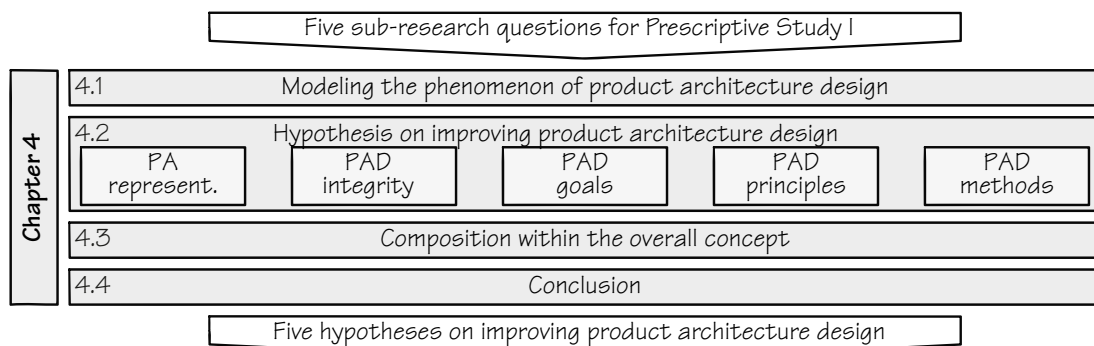 Five sub-research questions for Prescriptive Study I
Chapter 4
4.1 Modeling the phenomenon of product architecture design
4.2 Hypothesis on improving product architecture design
PA
represent.
PAD
integrity
PAD
goals
PAD
principles
PAD
methods
4.3 Composition within the overall concept
4.4 Conclusion
Five hypotheses on improving product architecture design